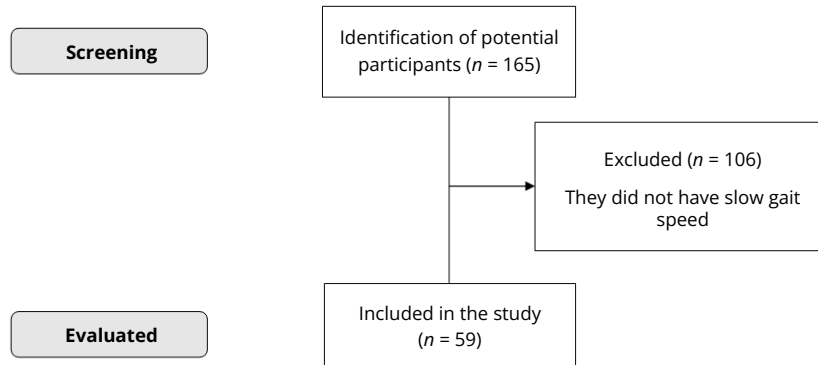 Screening
Identification of potential
participants (n = 165)
Excluded (n = 106)
They did not have slow gait
speed
Evaluated
Included in the study
(n = 59)